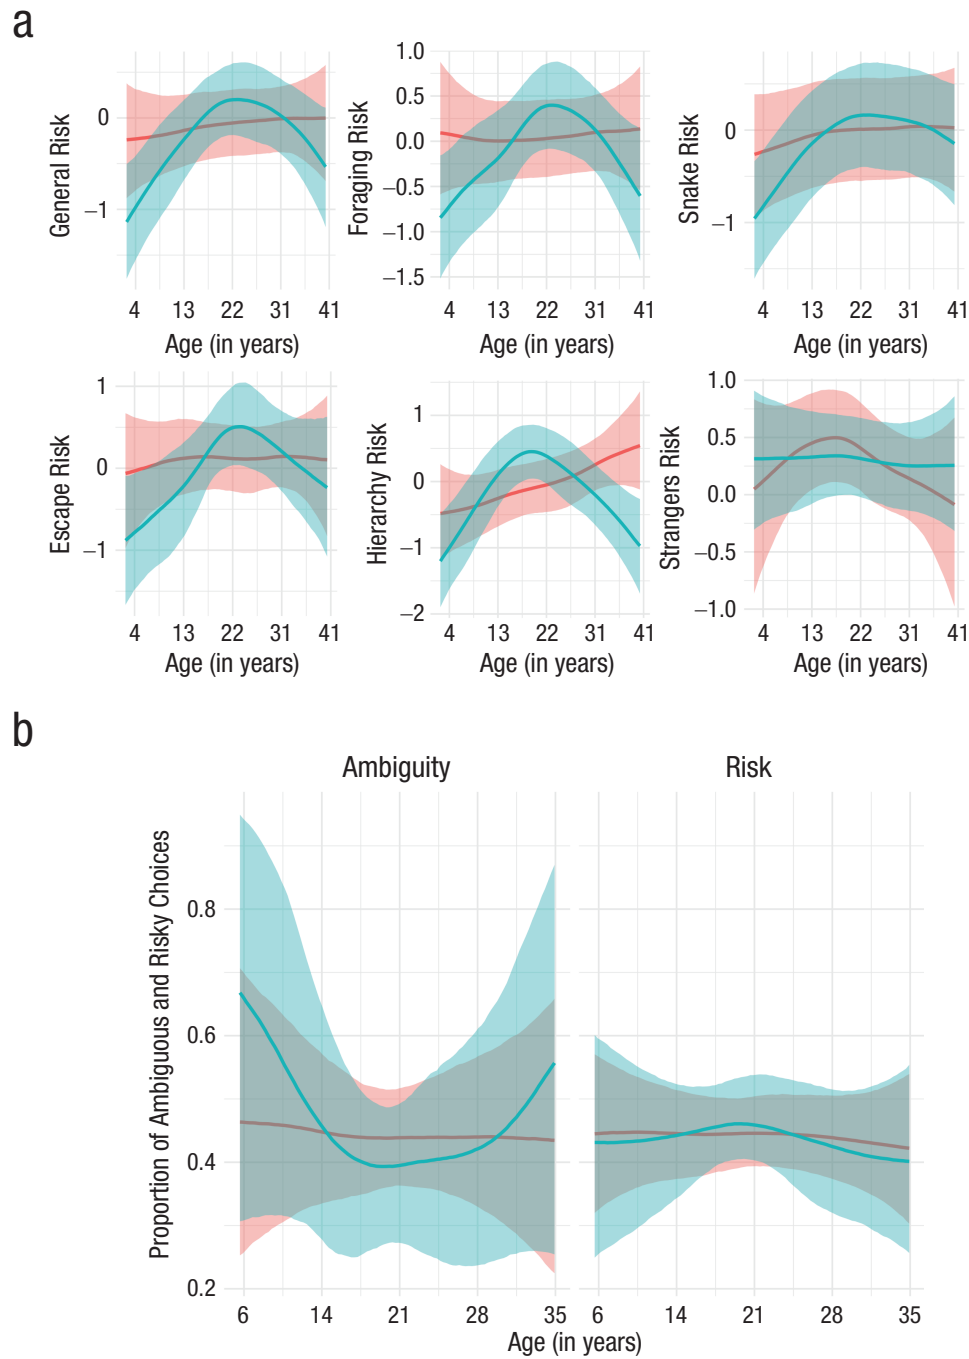 a
General Risk
0
−1
4 13 22 31 41
Age (in years)
Foraging Risk
1.0
0.5
0.0
−0.5
−1.0
−1.5
4 13 22 31 41
Age (in years)
Snake Risk
0
−1
4 13 22 31 41
Age (in years)
Escape Risk
1
0
−1
4 13 22 31 41
Age (in years)
Hierarchy Risk
1
0
−1
−2
4 13 22 31 41
Age (in years)
Strangers Risk
1.0
0.5
0.0
−0.5
−1.0
4 13 22 31 41
Age (in years)
b
Ambiguity Risk
Proportion of Ambiguous and Risky Choices
0.8
0.6
0.4
0.2
6 14 21 28 35 6 14 21 28 35
Age (in years)